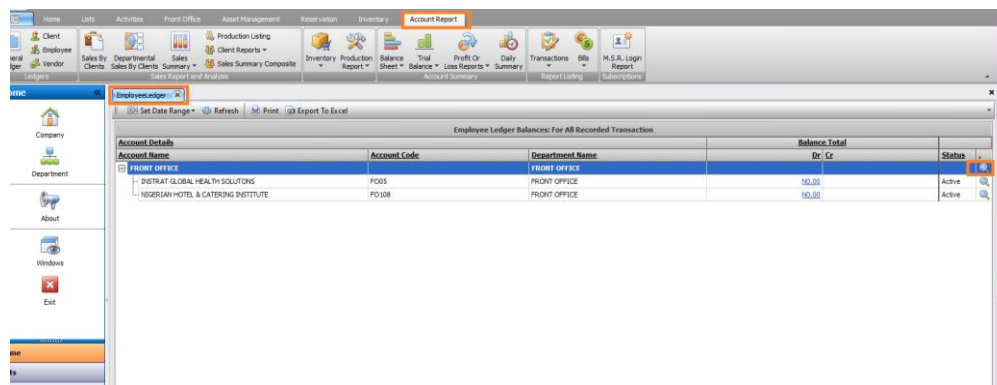 Home Lists Activities Front Office Asset Management Reservation Inventory Account Report
Client
Employee
Vendor
Ledgers
Sales By Clients
Departmental Sales By Clients
Sales Summary
Production Listing
Client Reports
Sales Summary Composite
Sales Report and Analysis
Inventory
Production Report
Balance Sheet
Trial Balance
Profit Or Loss Reports
Daily Summary
Account Summary
Transactions
Bills
Report Listing
M.S.R. Login Report
Subscriptions
ome
Company
Department
About
Windows
Exit
ome
ts
EmployeeLedger
Set Date Range Refresh Print Export To Excel
Employee Ledger Balances: For All Recorded Transaction
Account Details Balance Total
Account Name Account Code Department Name Dr Cr Status
FRONT OFFICE FRONT OFFICE
INSTRAT GLOBAL HEALTH SOLUTONS FO05 FRONT OFFICE N0.00 Active
NIGERIAN HOTEL & CATERING INSTITUTE FO108 FRONT OFFICE N0.00 Active